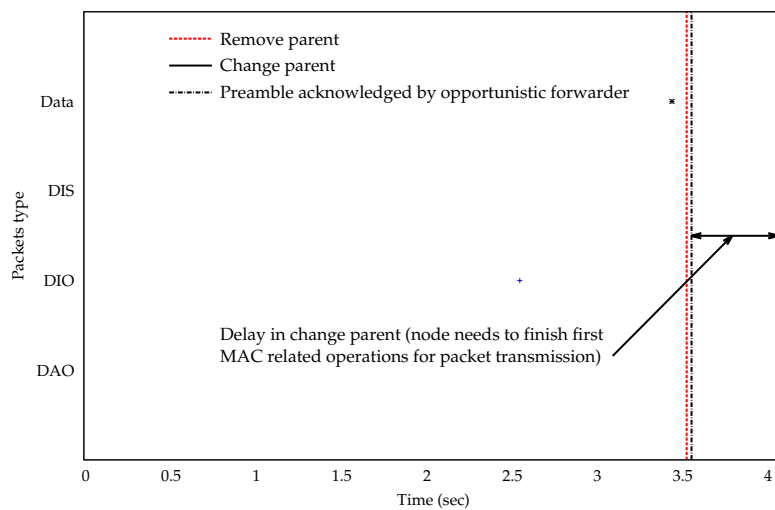 Remove parent
Change parent
Preamble acknowledged by opportunistic forwarder
Packets type
Data
DIS
DIO
DAO
Delay in change parent (node needs to finish first
MAC related operations for packet transmission)
0 0.5 1 1.5 2 2.5 3 3.5 4
Time (sec)